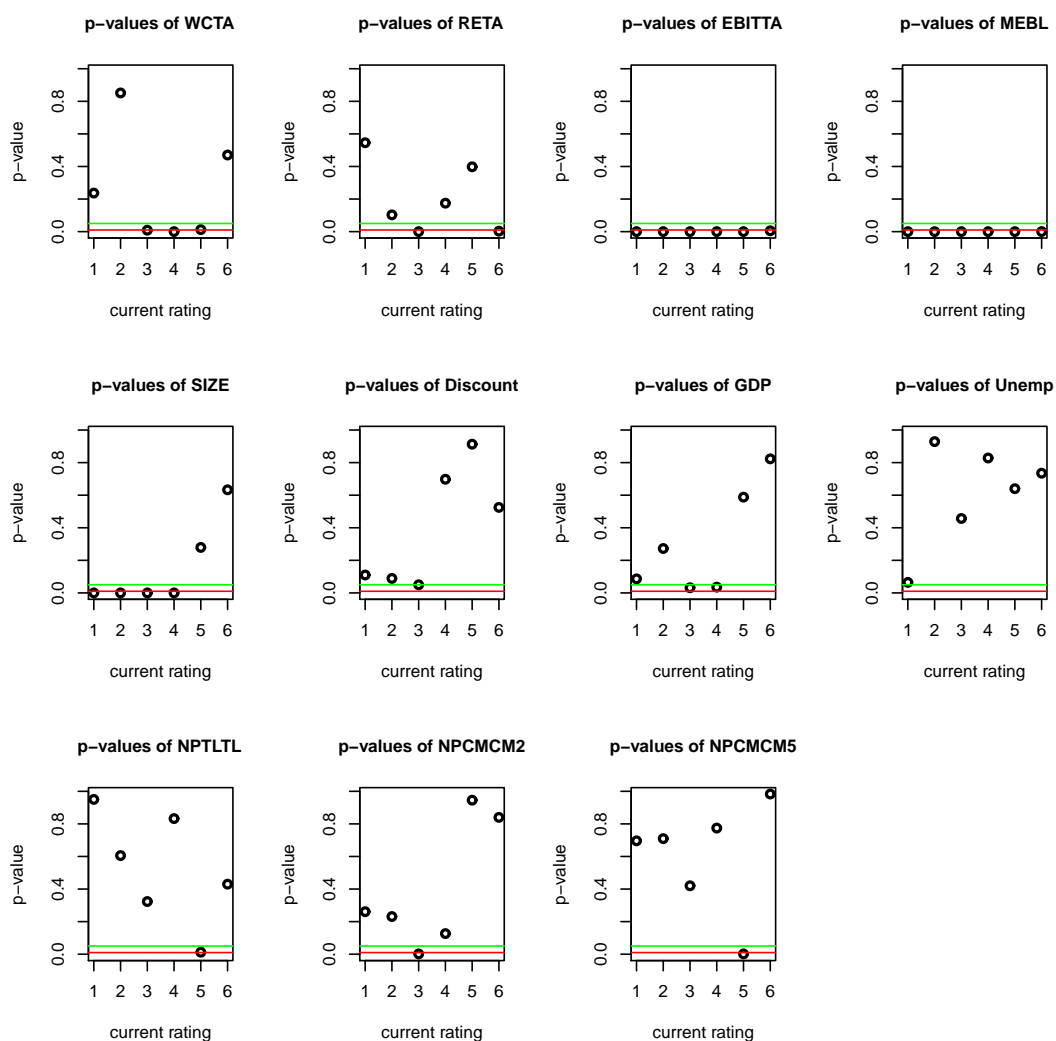 p−values of WCTA
p−value
0.0 0.4 0.8
1 2 3 4 5 6
current rating
p−values of RETA
p−value
0.0 0.4 0.8
1 2 3 4 5 6
current rating
p−values of EBITTA
p−value
0.0 0.4 0.8
1 2 3 4 5 6
current rating
p−values of MEBL
p−value
0.0 0.4 0.8
1 2 3 4 5 6
current rating
p−values of SIZE
p−value
0.0 0.4 0.8
1 2 3 4 5 6
current rating
p−values of Discount
p−value
0.0 0.4 0.8
1 2 3 4 5 6
current rating
p−values of GDP
p−value
0.0 0.4 0.8
1 2 3 4 5 6
current rating
p−values of Unemp
p−value
0.0 0.4 0.8
1 2 3 4 5 6
current rating
p−values of NPTLTL
p−value
0.0 0.4 0.8
1 2 3 4 5 6
current rating
p−values of NPCMCM2
p−value
0.0 0.4 0.8
1 2 3 4 5 6
current rating
p−values of NPCMCM5
p−value
0.0 0.4 0.8
1 2 3 4 5 6
current rating